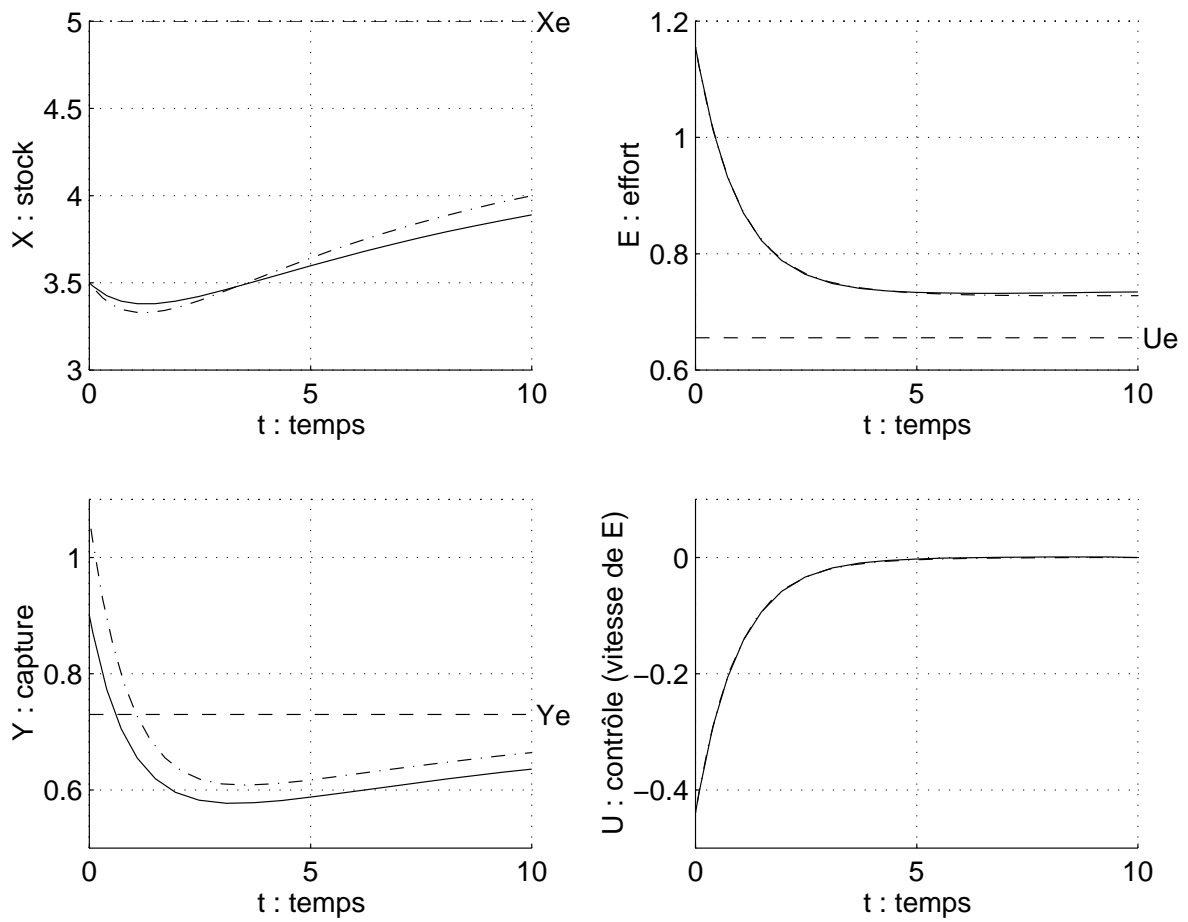 5
4.5
4
3.5
3
0
5
10
Xe
X : stock
t : temps
1.2
1
0.8
0.6
0
5
10
Ue
E : effort
t : temps
1
0.8
0.6
0
5
10
Ye
Y : capture
t : temps
0
−0.2
−0.4
0
5
10
U : contrôle (vitesse de E)
t : temps